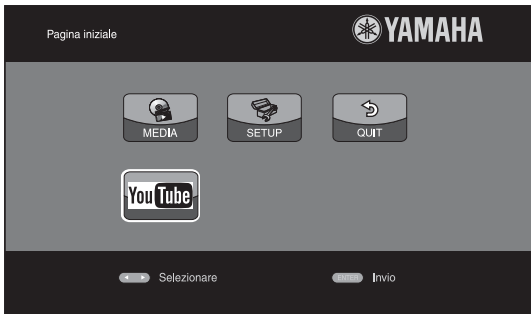 Pagina iniziale
YAMAHA
MEDIA
SETUP
QUIT
YouTube
Selezionare
ENTER Invio